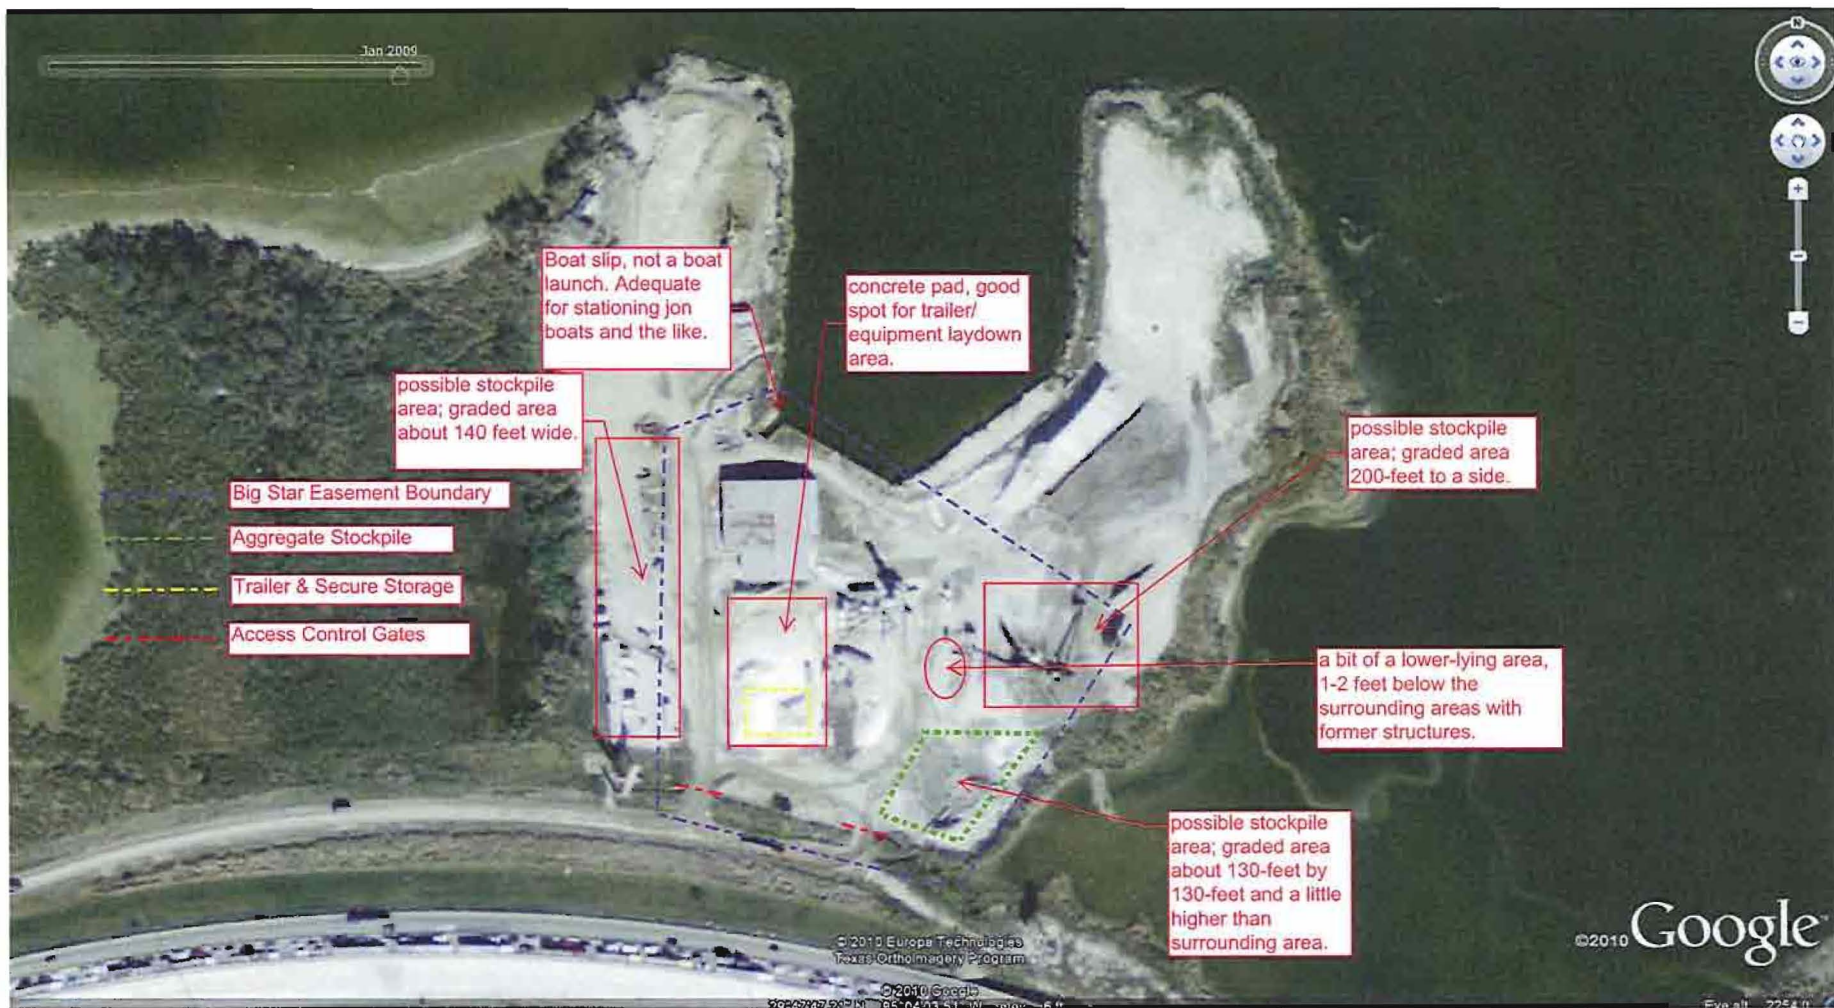 Jan 2009
N
Boat slip, not a boat
launch. Adequate
for stationing jon
boats and the like.
concrete pad, good
spot for trailer/
equipment laydown
area.
possible stockpile
area; graded area
about 140 feet wide.
possible stockpile
area; graded area
200-feet to a side.
Big Star Easement Boundary
Aggregate Stockpile
Trailer & Secure Storage
Access Control Gates
a bit of a lower-lying area,
1-2 feet below the
surrounding areas with
former structures.
possible stockpile
area; graded area
about 130-feet by
130-feet and a little
higher than
surrounding area.
© 2010 Europa Technologies
Texas OrthoImagery Program
© 2010 Google
©2010 Google
Eye alt 2254 ft